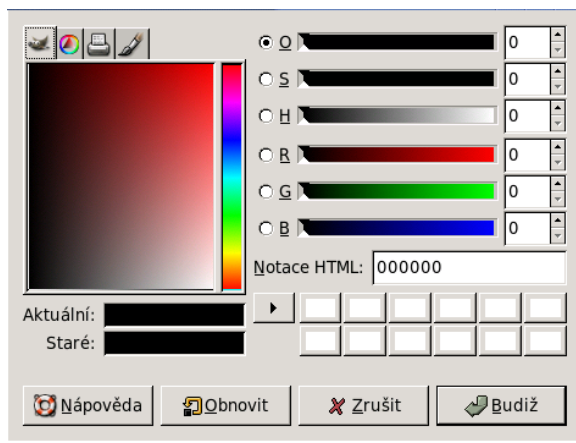 O 0
S 0
H 0
R 0
G 0
B 0
Notace HTML: 000000
Aktuální:
Staré:
Nápověda Obnovit Zrušit Budiž